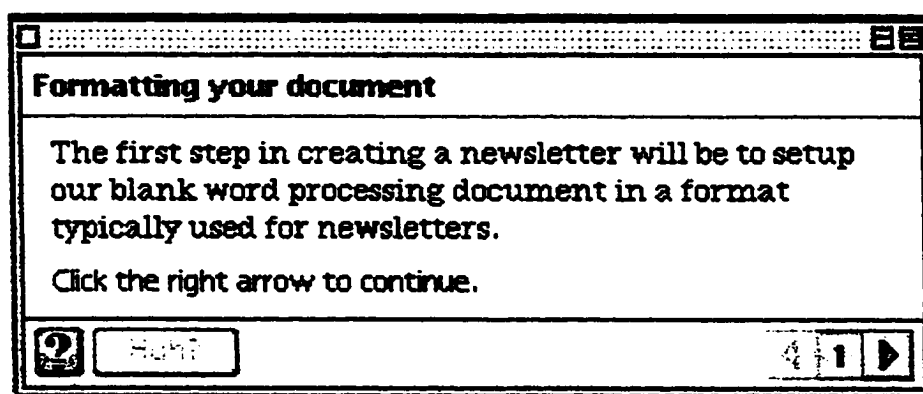 Formatting your document
The first step in creating a newsletter will be to setup
our blank word processing document in a format
typically used for newsletters.
Click the right arrow to continue.
? Huh? 1